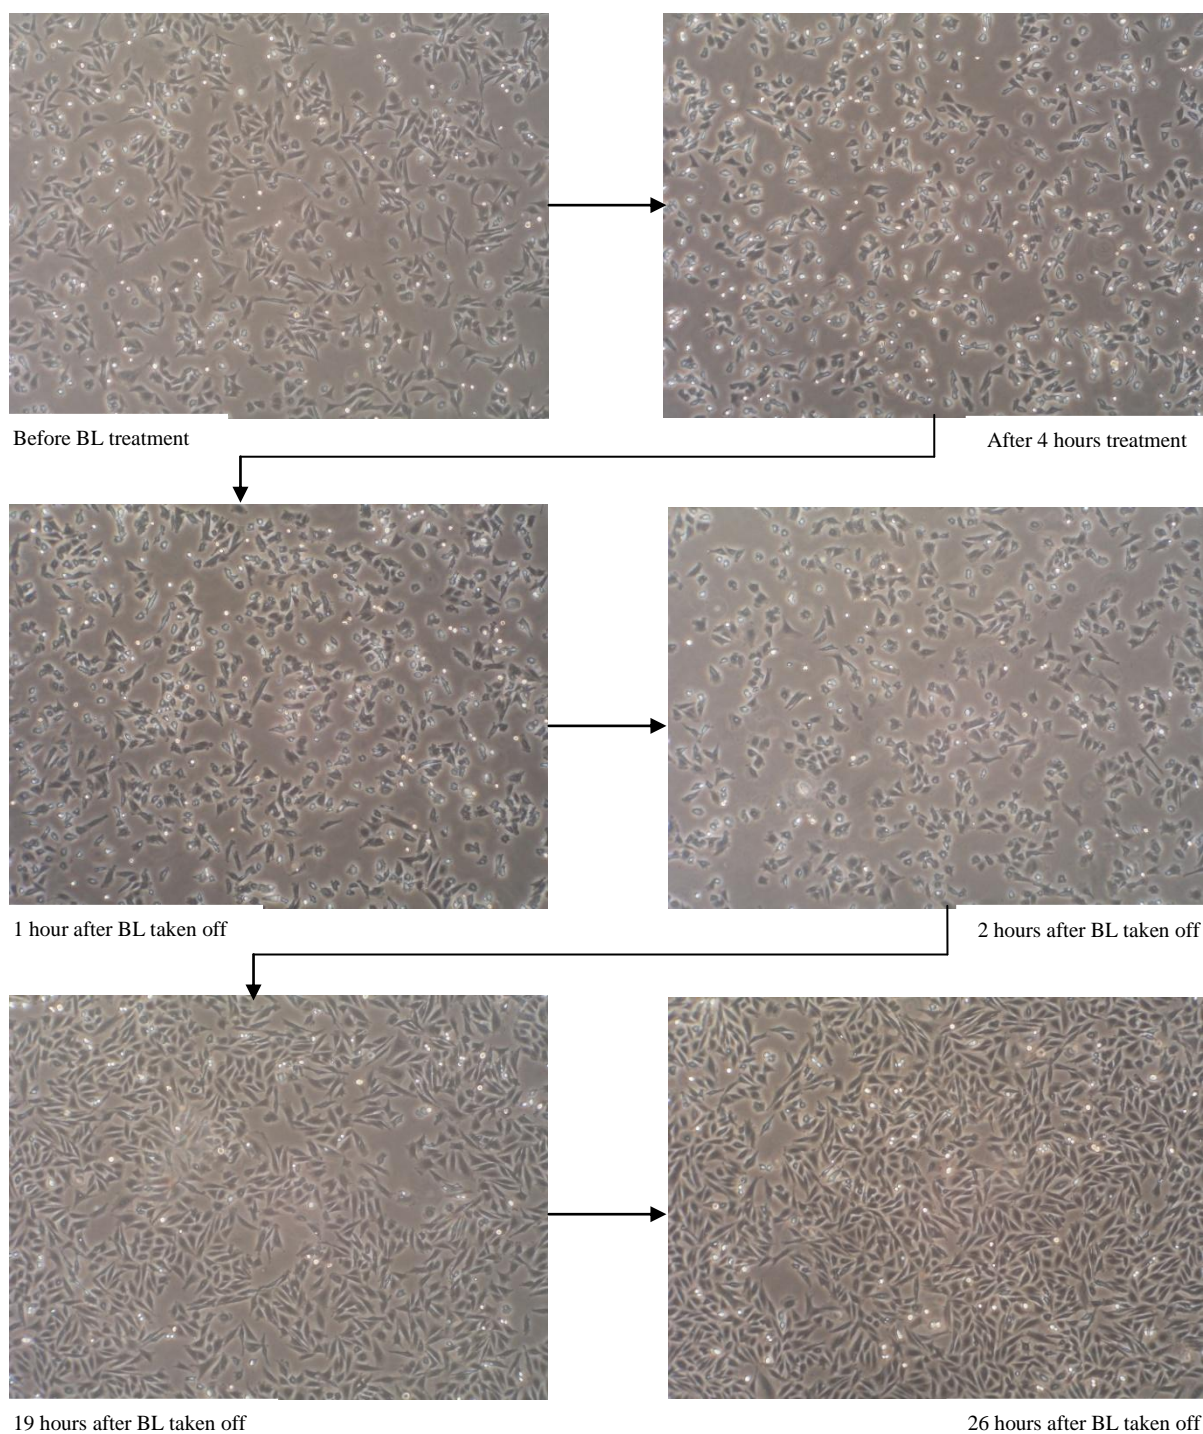 Before BL treatment
After 4 hours treatment
1 hour after BL taken off
2 hours after BL taken off
19 hours after BL taken off
26 hours after BL taken off